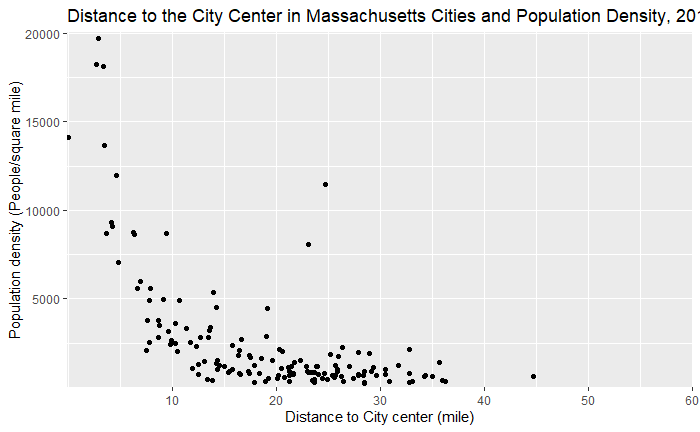 Distance to the City Center in Massachusetts Cities and Population Density,
20000
15000
10000
5000
Population density (People/square mile)
10 20 30 40 50 60
Distance to City center (mile)